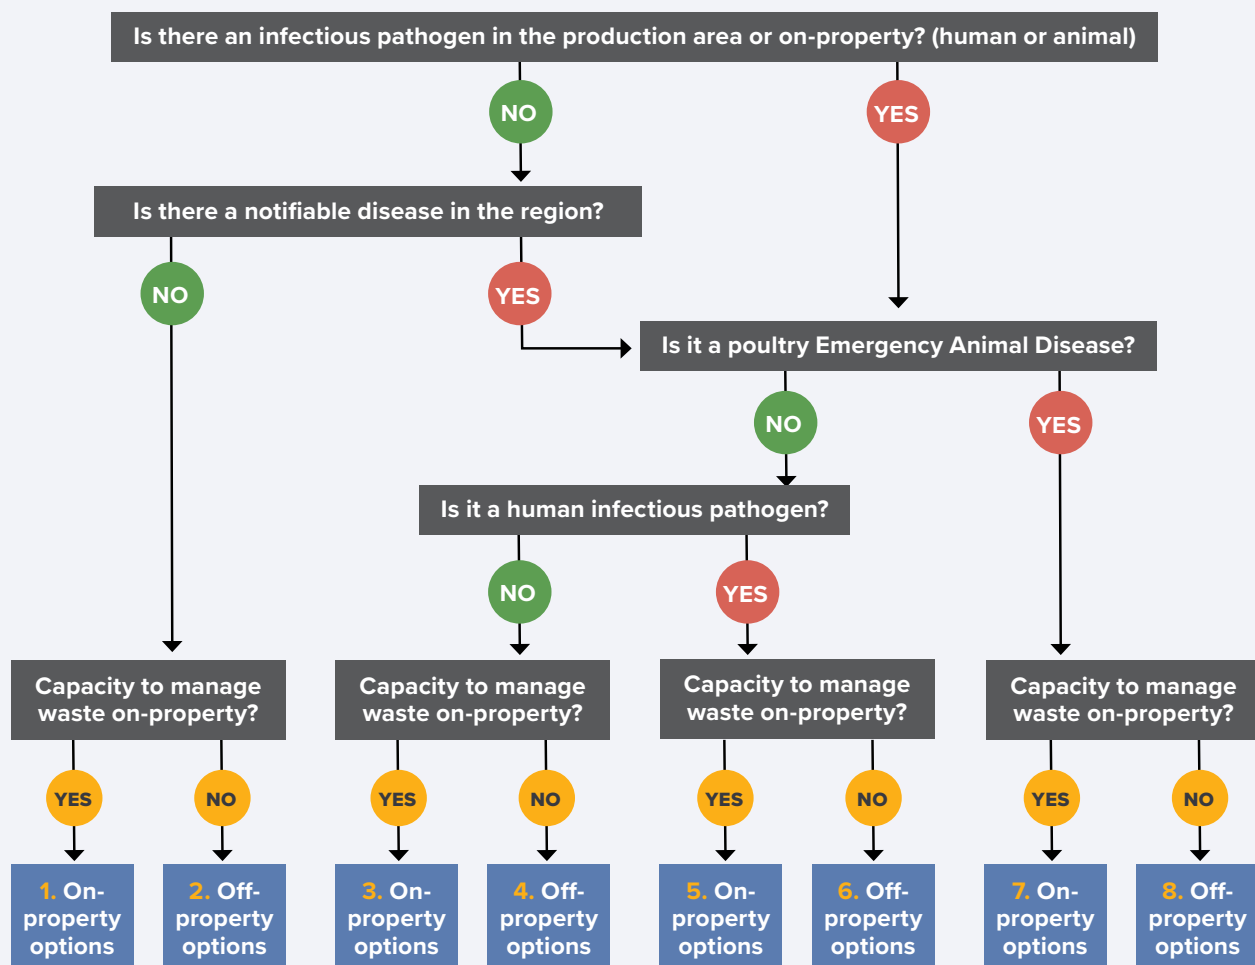 Is there an infectious pathogen in the production area or on-property? (human or animal)
NO
YES
Is there a notifiable disease in the region?
NO
YES
Is it a poultry Emergency Animal Disease?
NO
YES
Is it a human infectious pathogen?
NO
YES
Capacity to manage
waste on-property?
Capacity to manage
waste on-property?
Capacity to manage
waste on-property?
Capacity to manage
waste on-property?
YES
NO
YES
NO
YES
NO
YES
NO
1. On-
property
options
2. Off-
property
options
3. On-
property
options
4. Off-
property
options
5. On-
property
options
6. Off-
property
options
7. On-
property
options
8. Off-
property
options